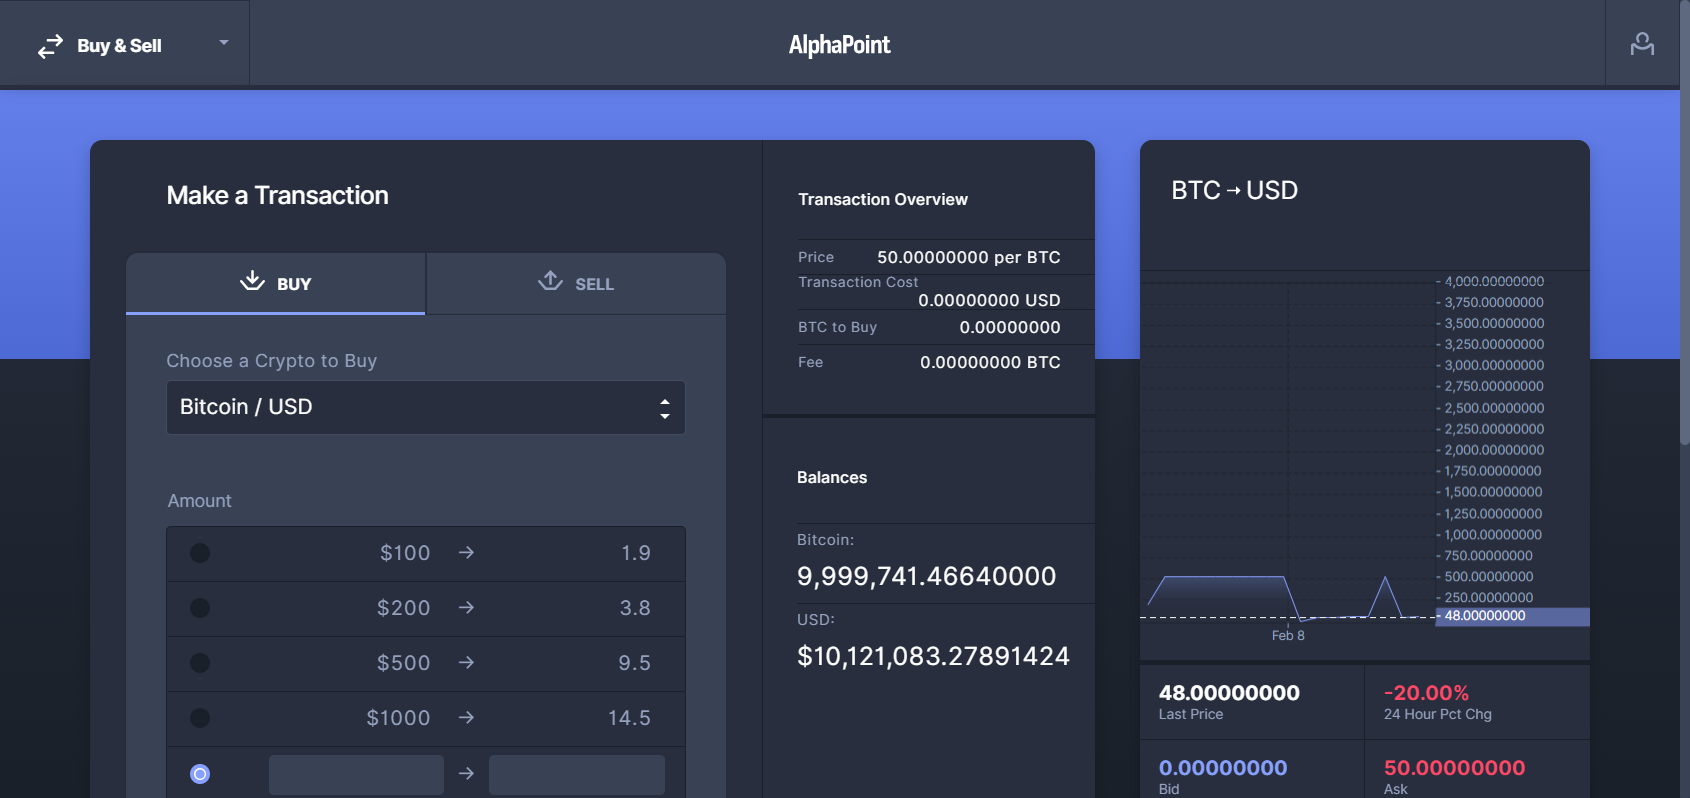 Buy & Sell
AlphaPoint
Make a Transaction
BUY
SELL
Choose a Crypto to Buy
Bitcoin / USD
Amount
$100 → 1.9
$200 → 3.8
$500 → 9.5
$1000 → 14.5
→
Transaction Overview
Price 50.00000000 per BTC
Transaction Cost
0.00000000 USD
BTC to Buy 0.00000000
Fee 0.00000000 BTC
Balances
Bitcoin:
9,999,741.46640000
USD:
$10,121,083.27891424
BTC → USD
4,000.00000000
3,750.00000000
3,500.00000000
3,250.00000000
3,000.00000000
2,750.00000000
2,500.00000000
2,250.00000000
2,000.00000000
1,750.00000000
1,500.00000000
1,250.00000000
1,000.00000000
750.00000000
500.00000000
250.00000000
48.00000000
Feb 8
48.00000000
Last Price
-20.00%
24 Hour Pct Chg
0.00000000
Bid
50.00000000
Ask